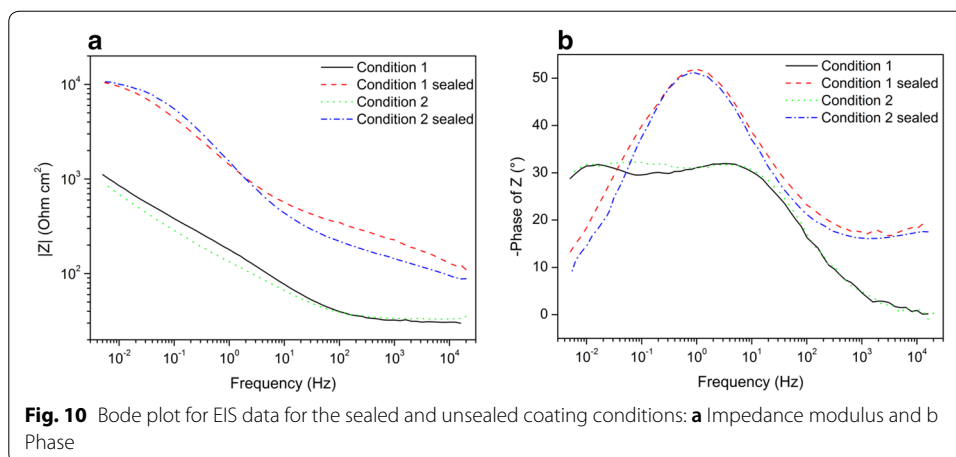 a
Condition 1
Condition 1 sealed
Condition 2
Condition 2 sealed
10^4
10^3
10^2
|Z| (Ohm cm²)
10^-2 10^-1 10^0 10^1 10^2 10^3 10^4
Frequency (Hz)
b
Condition 1
Condition 1 sealed
Condition 2
Condition 2 sealed
50
40
30
20
10
0
-Phase of Z (°)
10^-2 10^-1 10^0 10^1 10^2 10^3 10^4
Frequency (Hz)
Fig. 10 Bode plot for EIS data for the sealed and unsealed coating conditions: a Impedance modulus and b
Phase